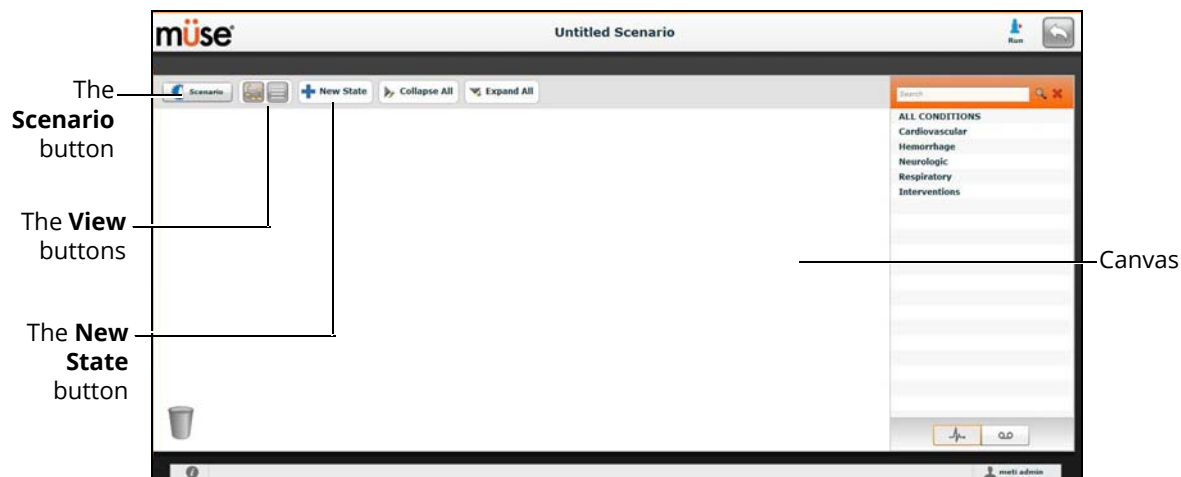 müse
Untitled Scenario
Run
The
Scenario
button
Scenario
New State
Collapse All
Expand All
Search
ALL CONDITIONS
Cardiovascular
Hemorrhage
Neurologic
Respiratory
Interventions
The View
buttons
Canvas
The New
State
button
meti admin